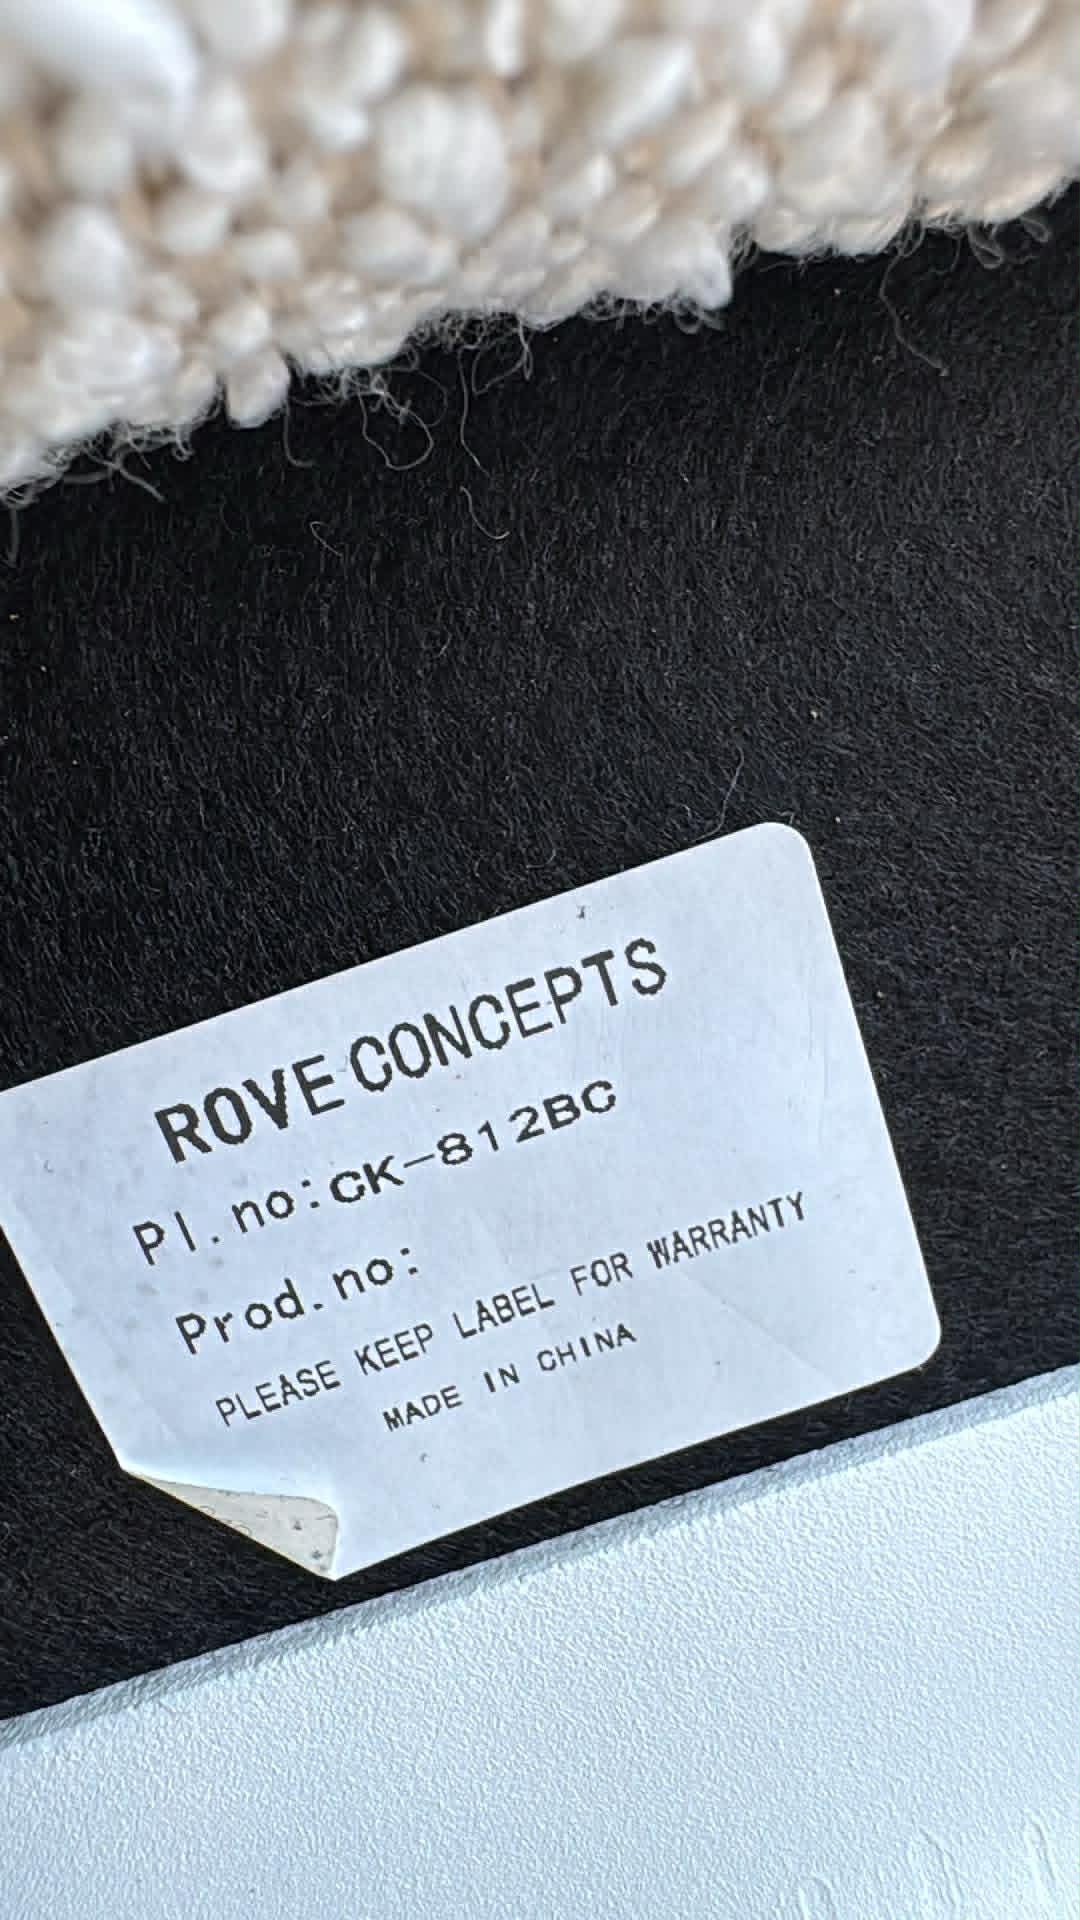 ROVE CONCEPTS
Pl.no:CK-812BC
Prod.no:
PLEASE KEEP LABEL FOR WARRANTY
MADE IN CHINA